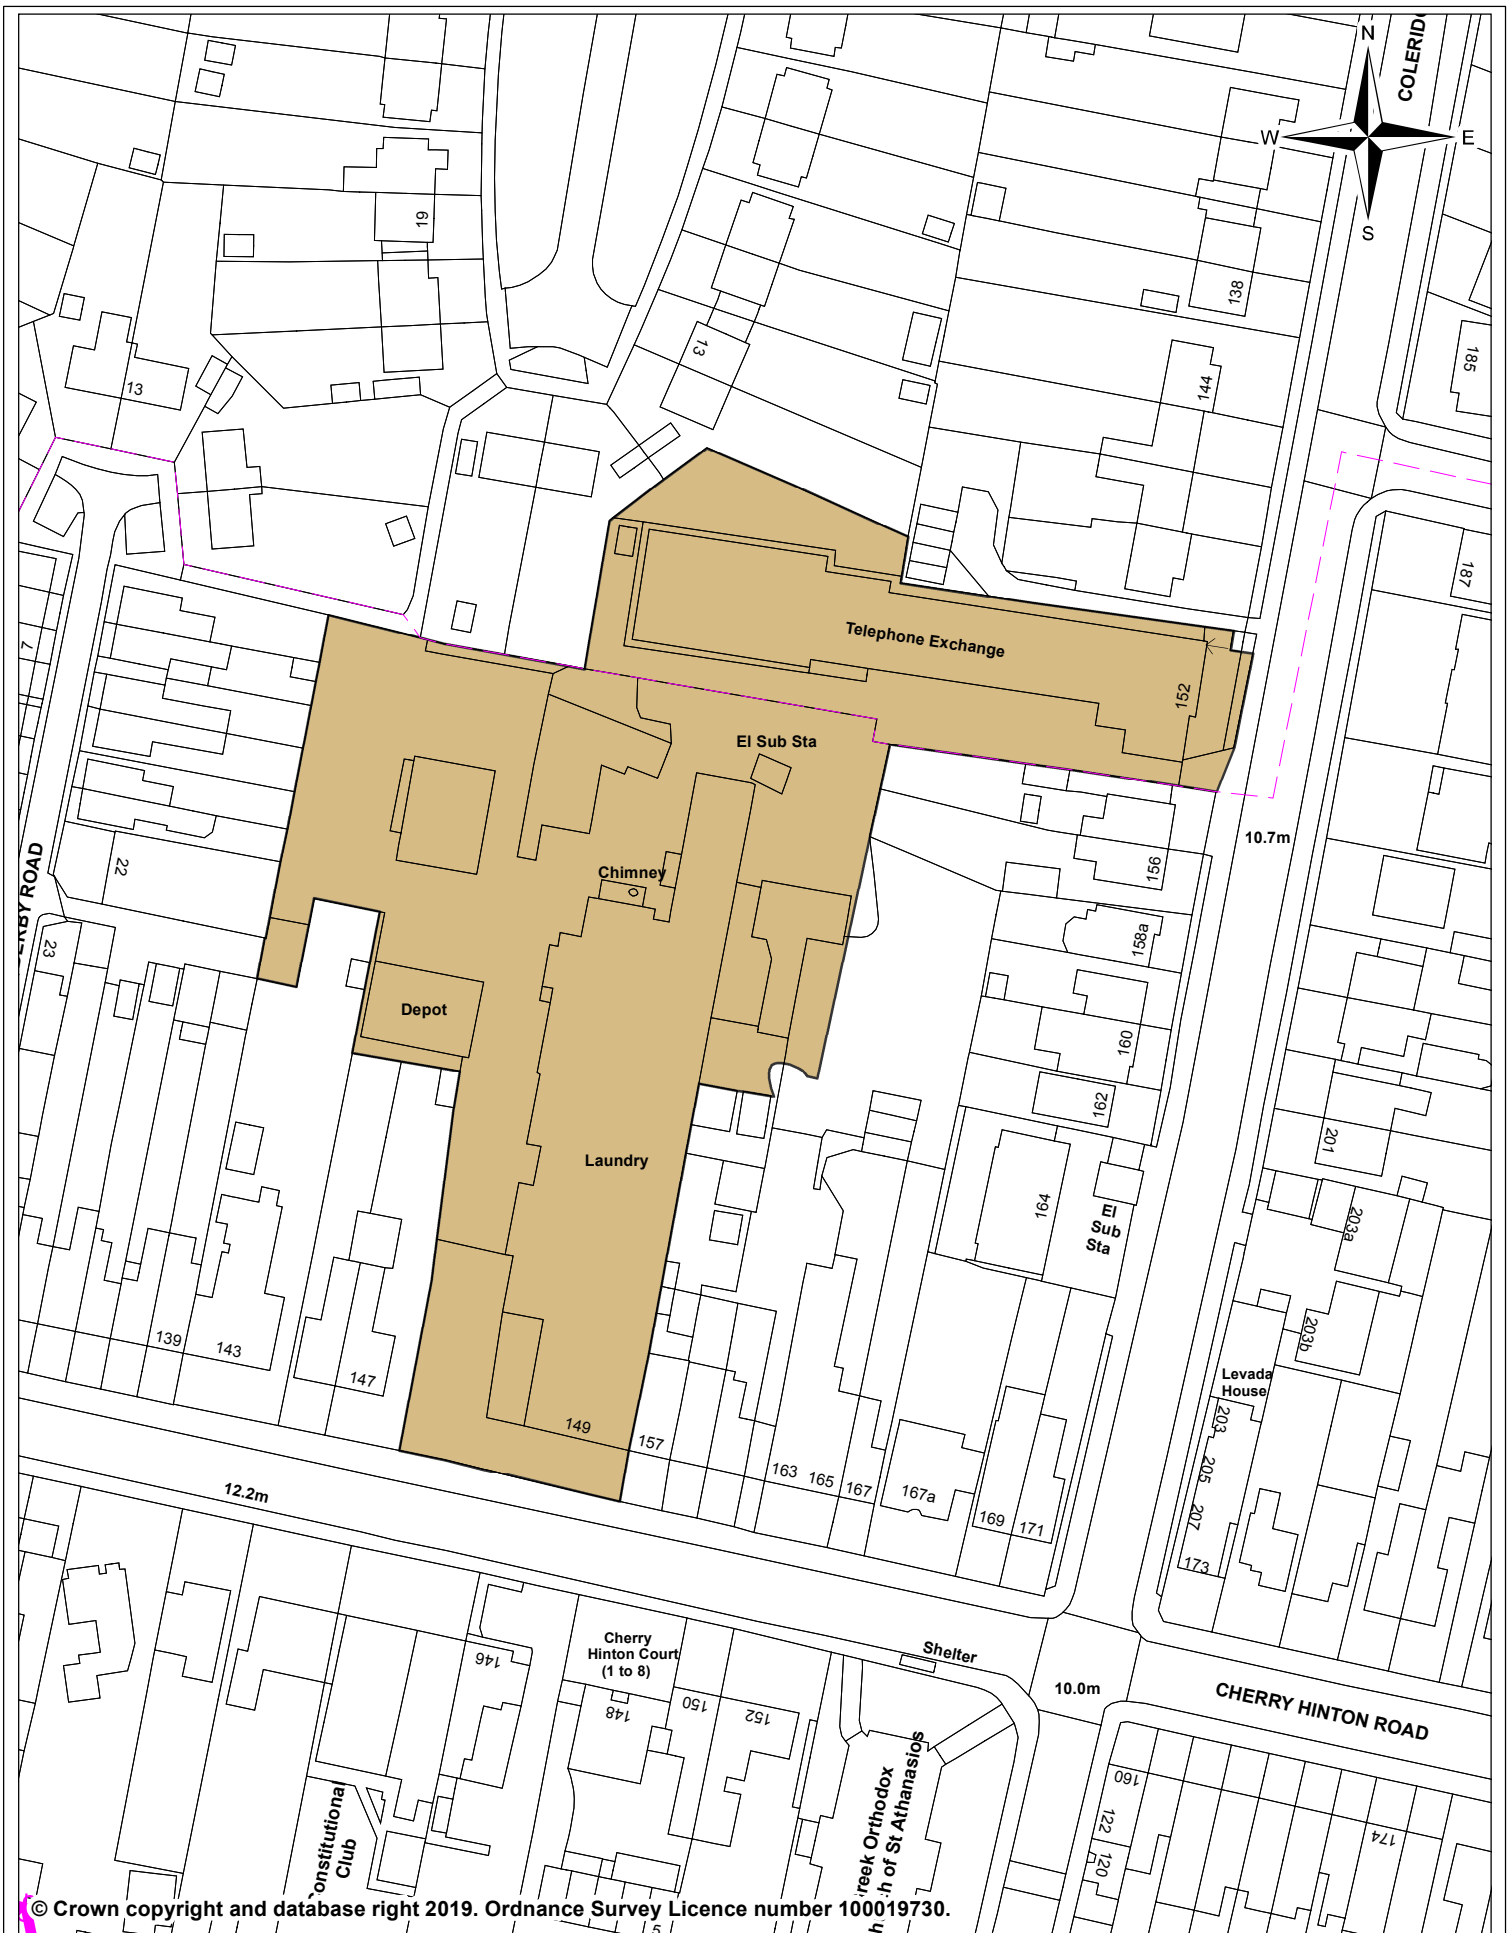 N
COLERIDG
W
E
S
19
138
13
185
144
13
187
Telephone Exchange
7
152
El Sub Sta
10.7m
22
156
Chimney
158a
23
Depot
160
162
201
Laundry
164
El
Sub
Sta
203a
203b
139
143
147
Levada
House
203
149
157
163
165
167
167a
205
207
169
171
173
12.2m
Cherry
Hinton Court
(1 to 8)
Shelter
146
148
150
152
10.0m
CHERRY HINTON ROAD
160
122
120
174
onstitutional
Club
reek Orthodox
h of St Athanasios
ERBY ROAD
© Crown copyright and database right 2019. Ordnance Survey Licence number 100019730.